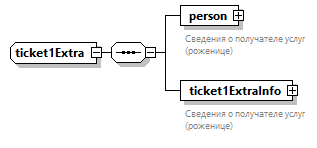 person
Сведения о получателе услуг
(роженице)
ticket1Extra
ticket1ExtraInfo
Сведения о получателе услуг
(роженице)